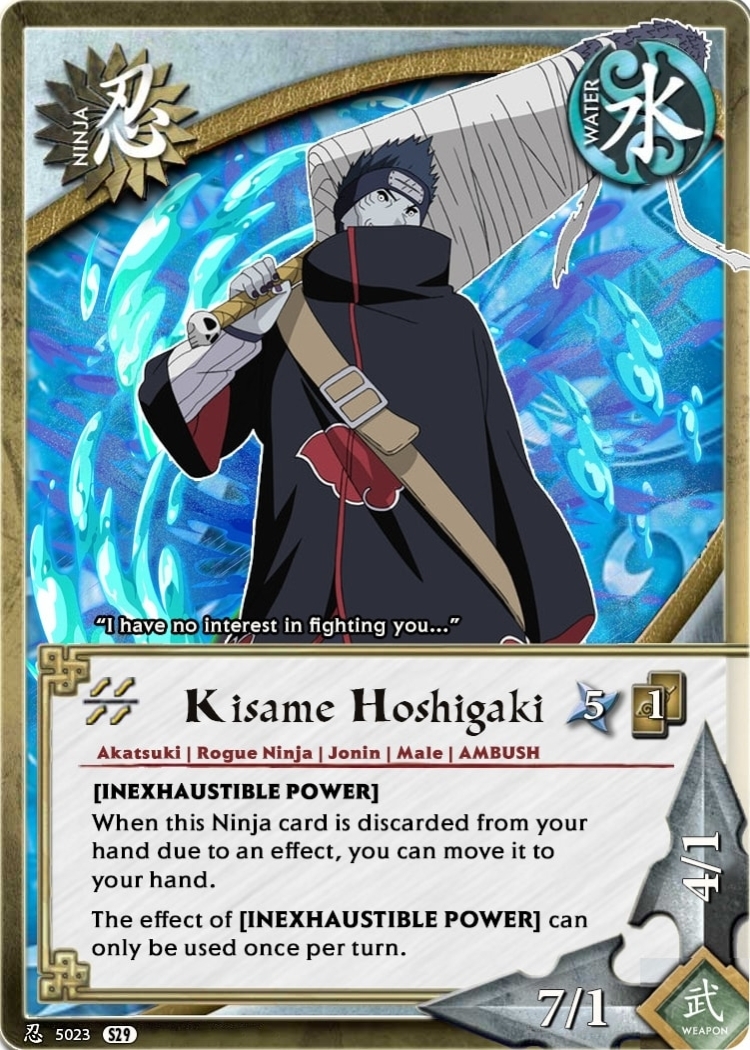 忍
NINJA
水
WATER
"I have no interest in fighting you..."
Kisame Hoshigaki
5
1
Akatsuki | Rogue Ninja | Jonin | Male | AMBUSH
[INEXHAUSTIBLE POWER]
When this Ninja card is discarded from your
hand due to an effect, you can move it to
your hand.
The effect of [INEXHAUSTIBLE POWER] can
only be used once per turn.
4/1
7/1
武
WEAPON
忍 5023 S29